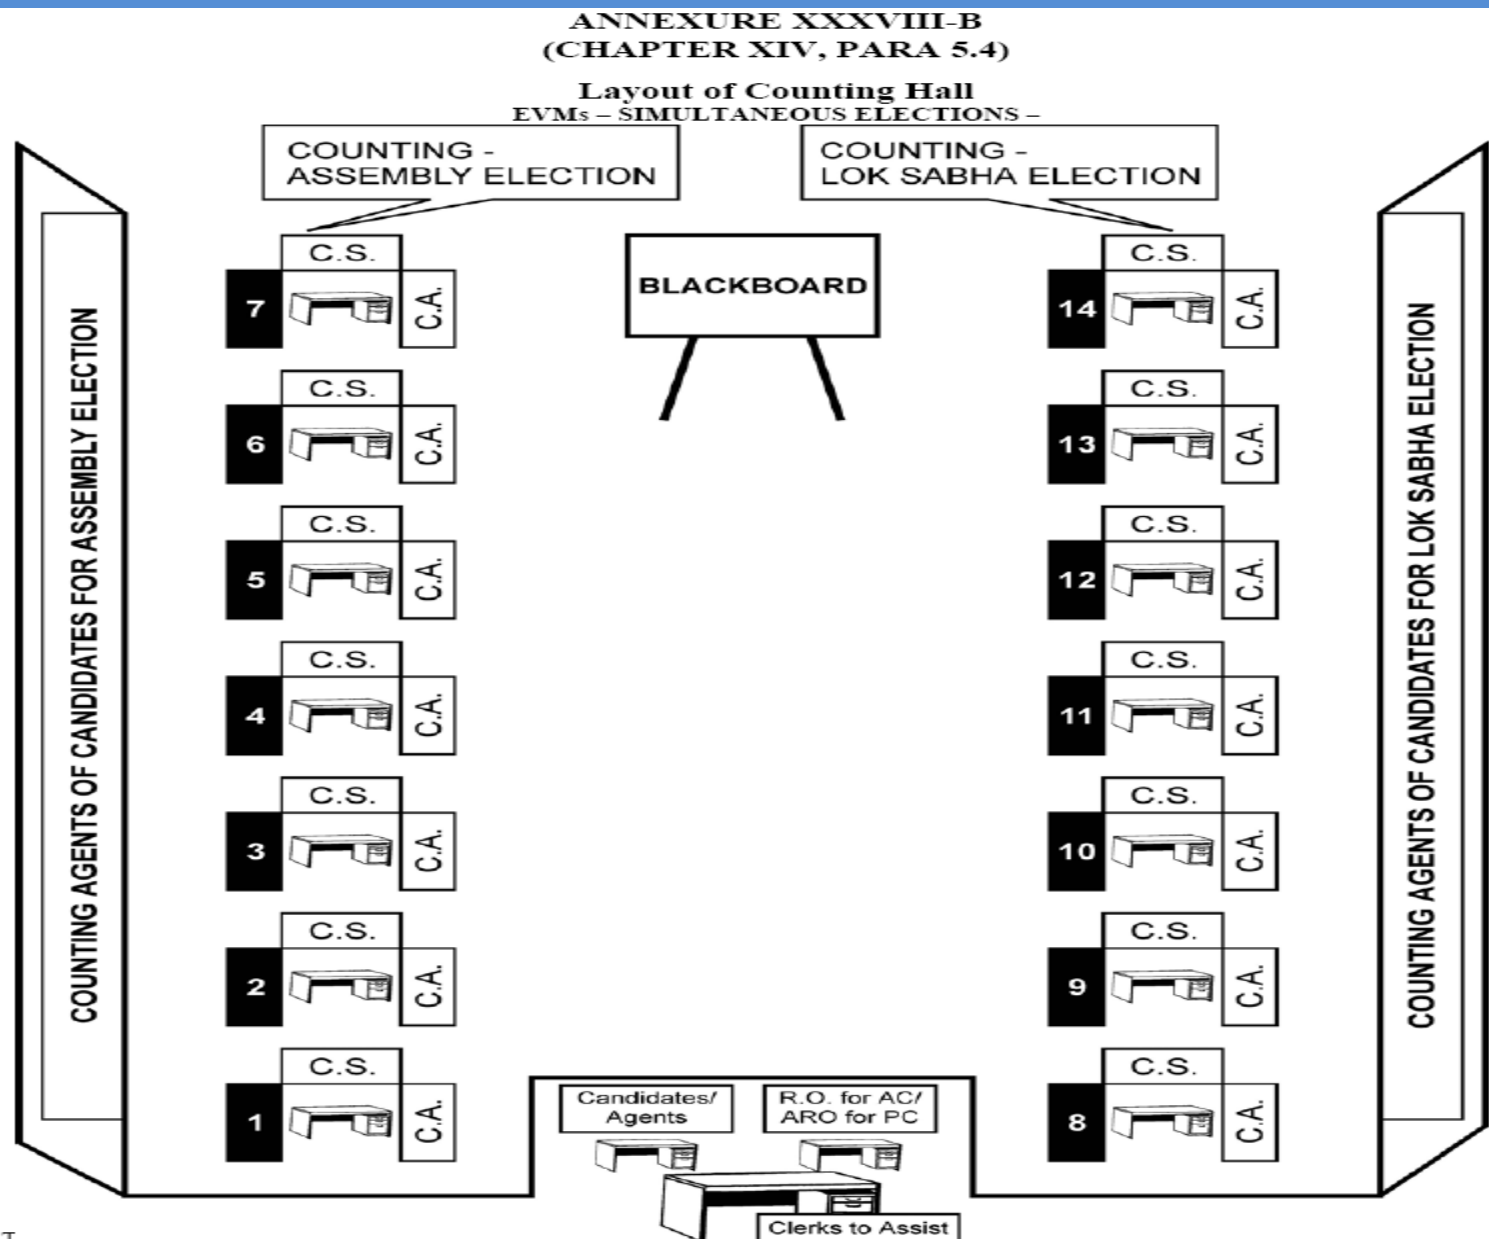 ANNEXURE XXXVIII-B
(CHAPTER XIV, PARA 5.4)
Layout of Counting Hall
EVMs – SIMULTANEOUS ELECTIONS –
COUNTING -
ASSEMBLY ELECTION
COUNTING -
LOK SABHA ELECTION
COUNTING AGENTS OF CANDIDATES FOR ASSEMBLY ELECTION
C.S.
7
C.A.
C.S.
6
C.A.
C.S.
5
C.A.
C.S.
4
C.A.
C.S.
3
C.A.
C.S.
2
C.A.
C.S.
1
C.A.
BLACKBOARD
C.S.
14
C.A.
C.S.
13
C.A.
C.S.
12
C.A.
C.S.
11
C.A.
C.S.
10
C.A.
C.S.
9
C.A.
C.S.
8
C.A.
COUNTING AGENTS OF CANDIDATES FOR LOK SABHA ELECTION
Candidates/
Agents
R.O. for AC/
ARO for PC
Clerks to Assist